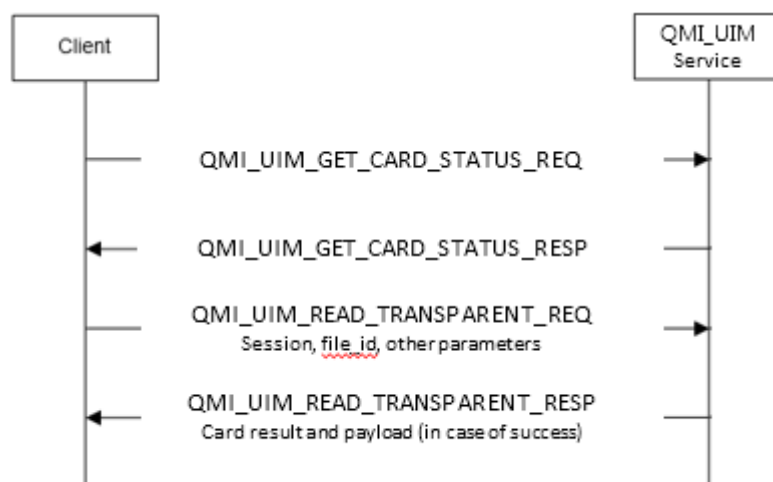 Client
QMI_UIM
Service
QMI_UIM_GET_CARD_STATUS_REQ
QMI_UIM_GET_CARD_STATUS_RESP
QMI_UIM_READ_TRANSPARENT_REQ
Session, file_id, other parameters
QMI_UIM_READ_TRANSPARENT_RESP
Card result and payload (in case of success)